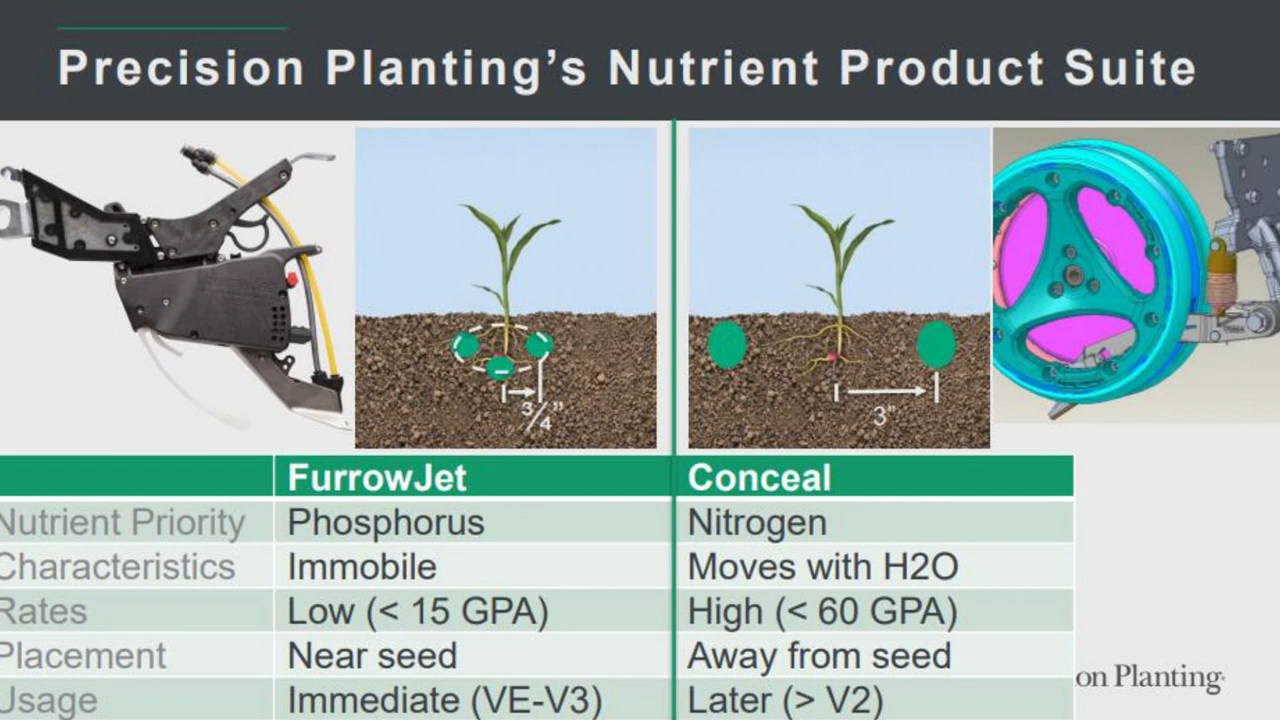 Precision Planting’s Nutrient Product Suite
3/4"
3"
FurrowJet Conceal
Nutrient Priority Phosphorus Nitrogen
Characteristics Immobile Moves with H2O
Rates Low (< 15 GPA) High (< 60 GPA)
Placement Near seed Away from seed
Usage Immediate (VE-V3) Later (> V2)
on Planting